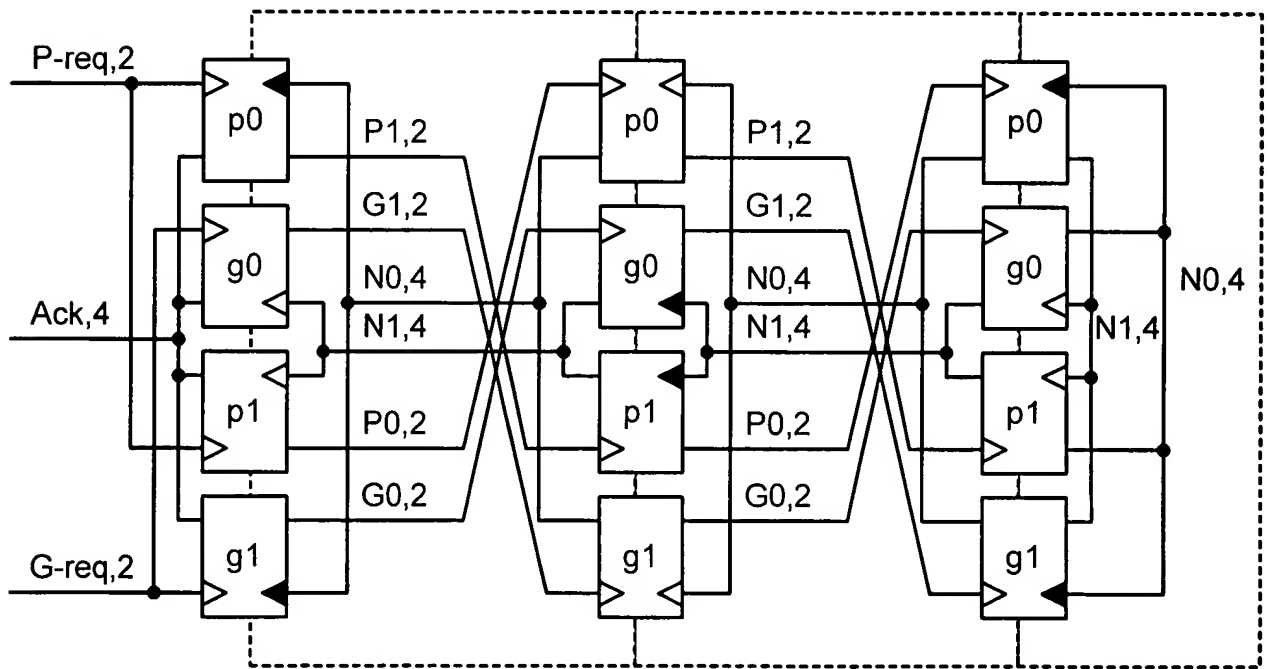 P-req,2
p0
p0
p0
P1,2
P1,2
G1,2
G1,2
g0
g0
g0
N0,4
N0,4
N0,4
Ack,4
N1,4
N1,4
N1,4
p1
p1
p1
P0,2
P0,2
G0,2
G0,2
g1
g1
g1
G-req,2